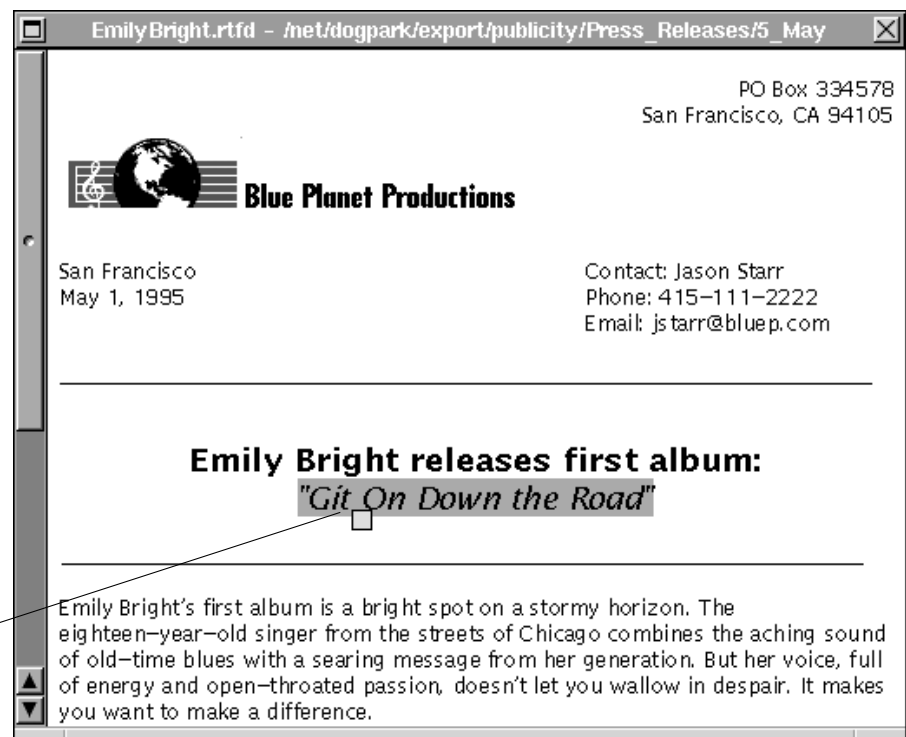 EmilyBright.rtfd – /net/dogpark/export/publicity/Press_Releases/5_May
PO Box 334578
San Francisco, CA 94105
Blue Planet Productions
San Francisco
May 1, 1995
Contact: Jason Starr
Phone: 415–111–2222
Email: jstarr@bluep.com
Emily Bright releases first album:
"Git On Down the Road"
Emily Bright's first album is a bright spot on a stormy horizon. The
eighteen–year–old singer from the streets of Chicago combines the aching sound
of old–time blues with a searing message from her generation. But her voice, full
of energy and open–throated passion, doesn't let you wallow in despair. It makes
you want to make a difference.